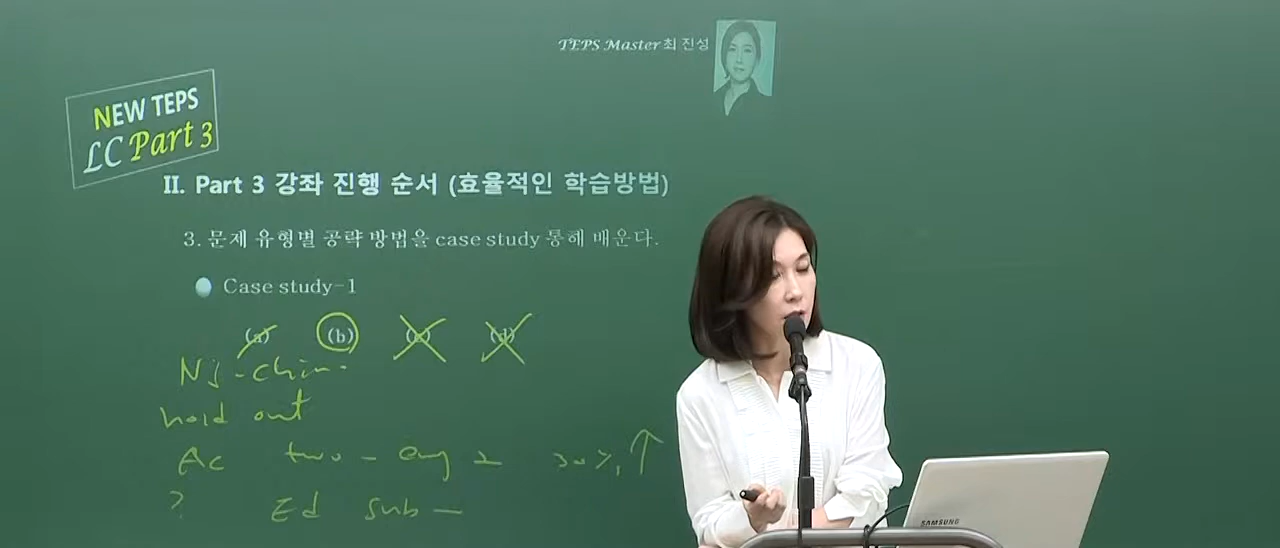 TEPS Master 최 진성
NEW TEPS
LC Part 3
II. Part 3 강좌 진행 순서 (효율적인 학습방법)
3. 문제 유형별 공략 방법을 case study 통해 배운다.
Case study-1
(a) (b) (c) (d)
hold out
Ac two - eng 30% ↑
? Ed sub -
SAMSUNG